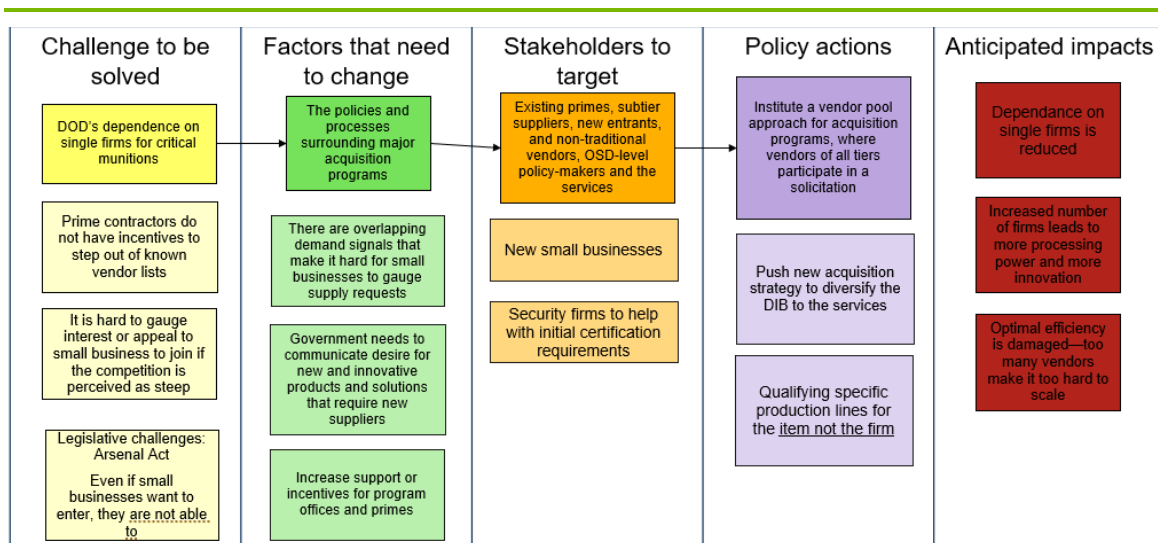 Challenge to be
solved
DOD's dependence on
single firms for critical
munitions
Prime contractors do
not have incentives to
step out of known
vendor lists
It is hard to gauge
interest or appeal to
small business to join if
the competition is
perceived as steep
Legislative challenges:
Arsenal Act
Even if small
businesses want to
enter, they are not able
to
Factors that need
to change
The policies and
processes
surrounding major
acquisition
programs
There are overlapping
demand signals that
make it hard for small
businesses to gauge
supply requests
Government needs to
communicate desire for
new and innovative
products and solutions
that require new
suppliers
Increase support or
incentives for program
offices and primes
Stakeholders to
target
Existing primes, subtier
suppliers, new entrants,
and non-traditional
vendors, OSD-level
policy-makers and the
services
New small businesses
Security firms to help
with initial certification
requirements
Policy actions
Institute a vendor pool
approach for acquisition
programs, where
vendors of all tiers
participate in a
solicitation
Push new acquisition
strategy to diversify the
DIB to the services
Qualifying specific
production lines for
the item not the firm
Anticipated impacts
Dependance on
single firms is
reduced
Increased number
of firms leads to
more processing
power and more
innovation
Optimal efficiency
is damaged—too
many vendors
make it too hard to
scale